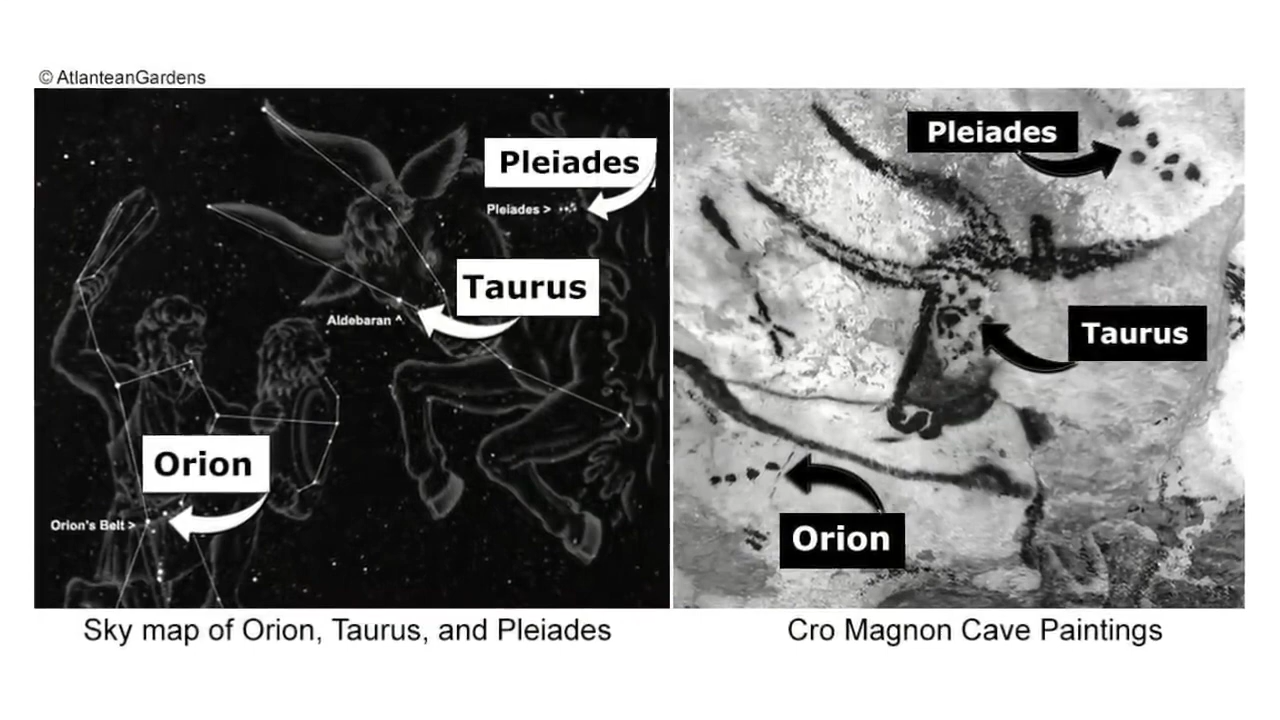 © AtlanteanGardens
Pleiades
Pleiades >
Taurus
Aldebaran ^
Orion
Orion's Belt >
Pleiades
Taurus
Orion
Sky map of Orion, Taurus, and Pleiades
Cro Magnon Cave Paintings